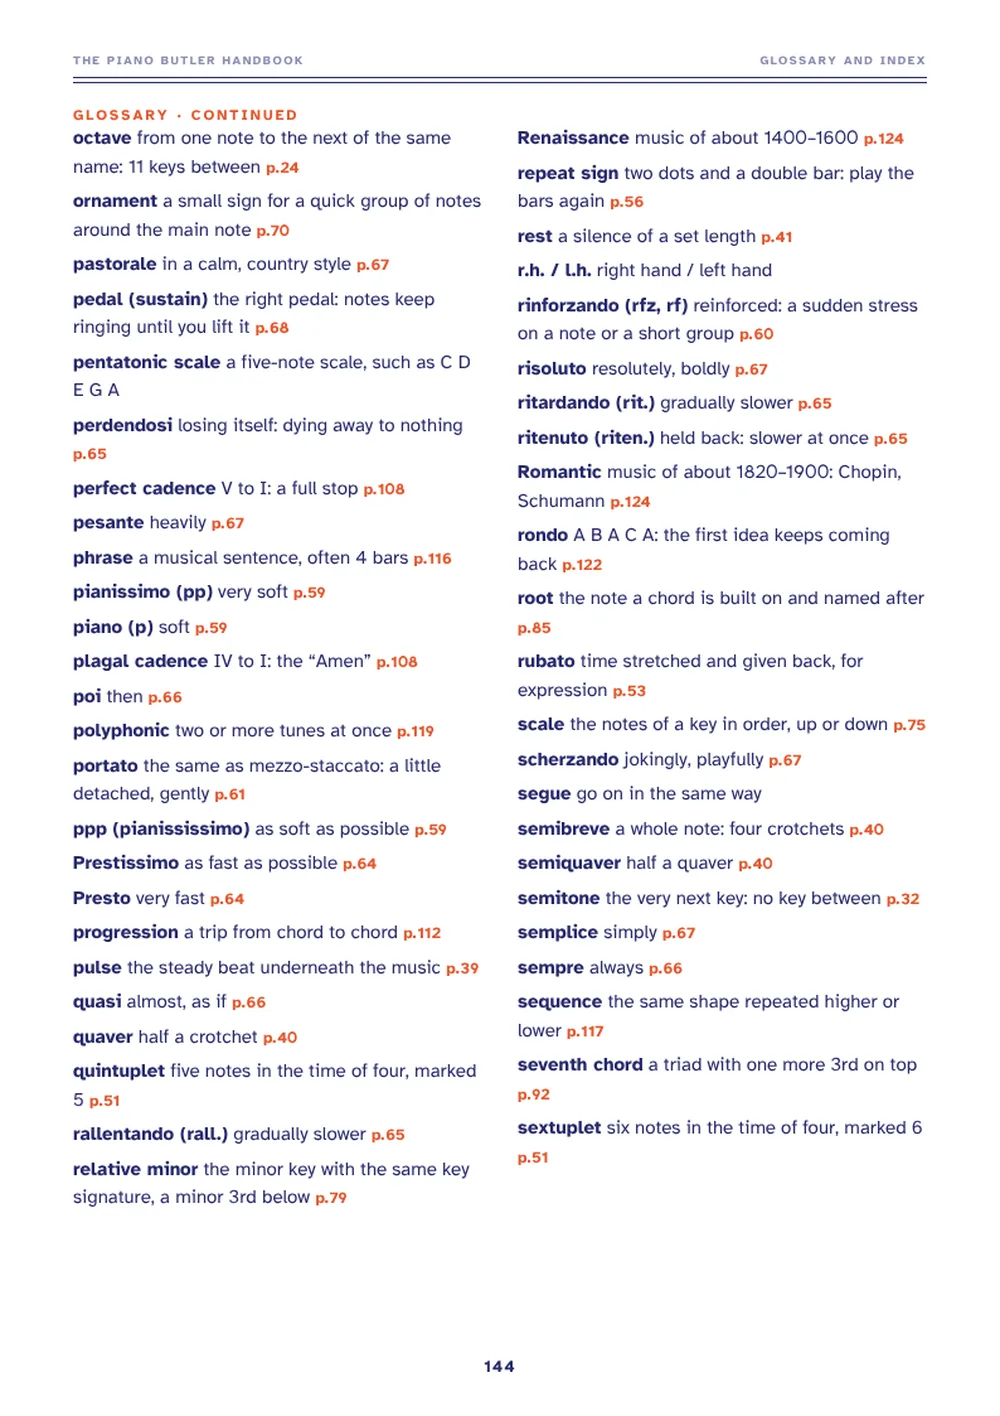 THE PIANO BUTLER HANDBOOK
GLOSSARY AND INDEX
GLOSSARY · CONTINUED
octave from one note to the next of the same
name: 11 keys between p.24
ornament a small sign for a quick group of notes
around the main note p.70
pastorale in a calm, country style p.67
pedal (sustain) the right pedal: notes keep
ringing until you lift it p.68
pentatonic scale a five-note scale, such as C D
E G A
perdendosi losing itself: dying away to nothing
p.65
perfect cadence V to I: a full stop p.108
pesante heavily p.67
phrase a musical sentence, often 4 bars p.116
pianissimo (pp) very soft p.59
piano (p) soft p.59
plagal cadence IV to I: the “Amen” p.108
poi then p.66
polyphonic two or more tunes at once p.119
portato the same as mezzo-staccato: a little
detached, gently p.61
ppp (pianississimo) as soft as possible p.59
Prestissimo as fast as possible p.64
Presto very fast p.64
progression a trip from chord to chord p.112
pulse the steady beat underneath the music p.39
quasi almost, as if p.66
quaver half a crotchet p.40
quintuplet five notes in the time of four, marked
5 p.51
rallentando (rall.) gradually slower p.65
relative minor the minor key with the same key
signature, a minor 3rd below p.79
Renaissance music of about 1400–1600 p.124
repeat sign two dots and a double bar: play the
bars again p.56
rest a silence of a set length p.41
r.h. / l.h. right hand / left hand
rinforzando (rfz, rf) reinforced: a sudden stress
on a note or a short group p.60
risoluto resolutely, boldly p.67
ritardando (rit.) gradually slower p.65
ritenuto (riten.) held back: slower at once p.65
Romantic music of about 1820–1900: Chopin,
Schumann p.124
rondo A B A C A: the first idea keeps coming
back p.122
root the note a chord is built on and named after
p.85
rubato time stretched and given back, for
expression p.53
scale the notes of a key in order, up or down p.75
scherzando jokingly, playfully p.67
segue go on in the same way
semibreve a whole note: four crotchets p.40
semiquaver half a quaver p.40
semitone the very next key: no key between p.32
semplice simply p.67
sempre always p.66
sequence the same shape repeated higher or
lower p.117
seventh chord a triad with one more 3rd on top
p.92
sextuplet six notes in the time of four, marked 6
p.51
144